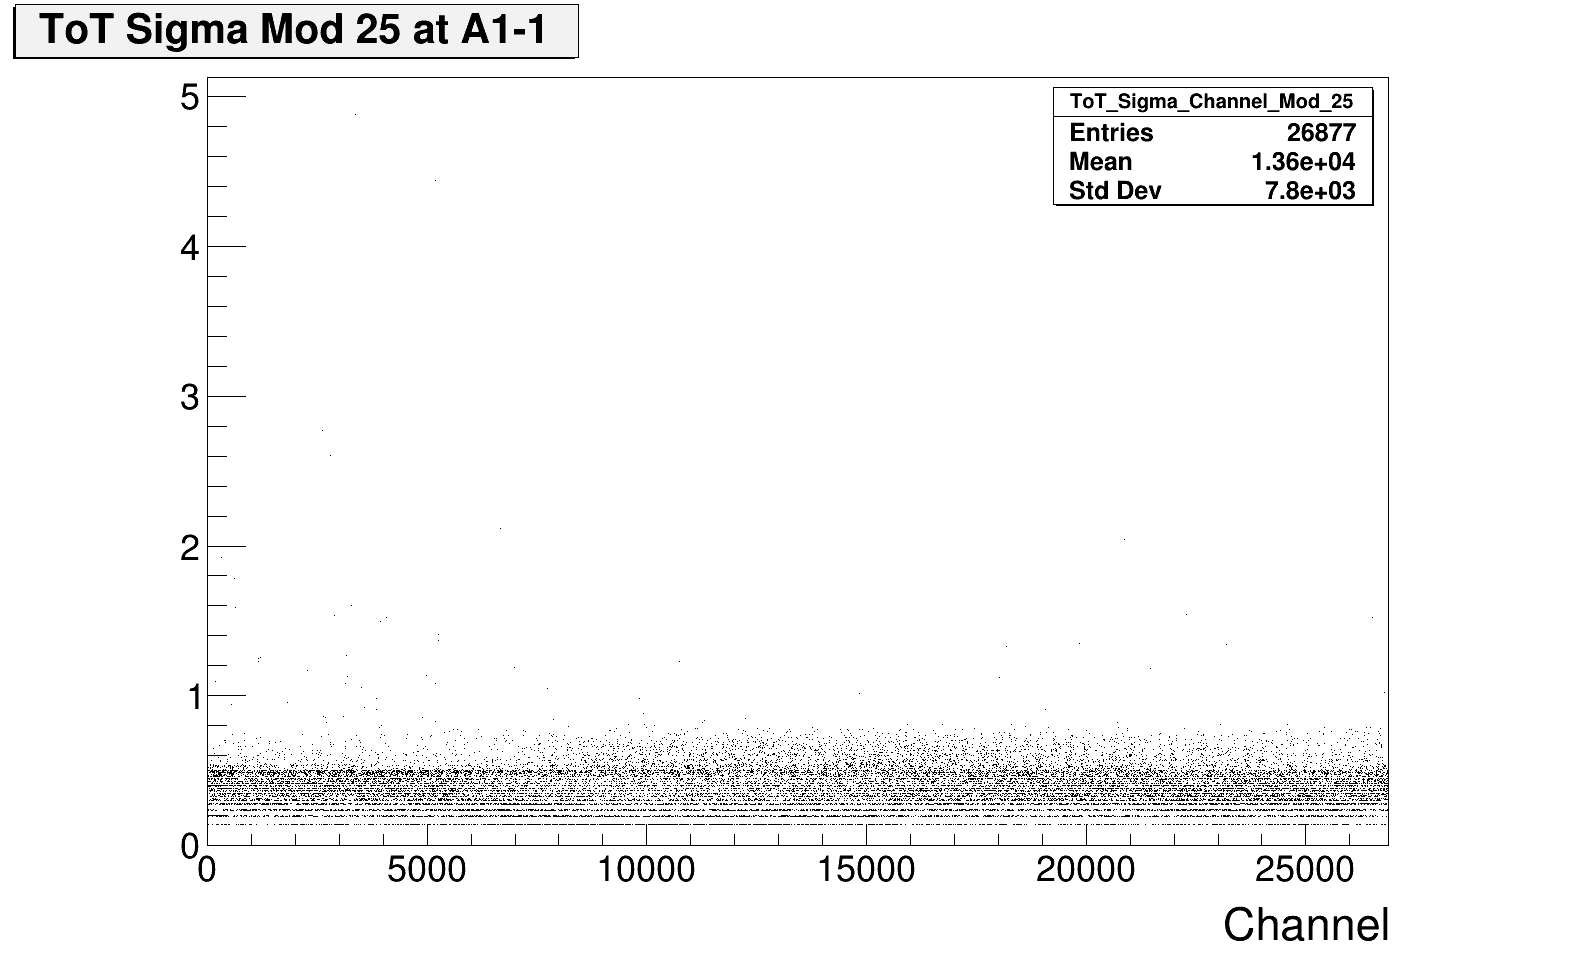 ToT Sigma Mod 25 at A1-1
ToT_Sigma_Channel_Mod_25
Entries 26877
Mean 1.36e+04
Std Dev 7.8e+03
5
4
3
2
1
0
0 5000 10000 15000 20000 25000
Channel